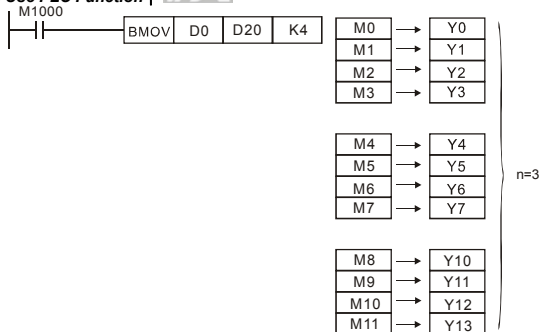 M1000
BMOV D0 D20 K4
M0 → Y0
M1 → Y1
M2 → Y2
M3 → Y3
M4 → Y4
M5 → Y5
M6 → Y6
M7 → Y7
n=3
M8 → Y10
M9 → Y11
M10 → Y12
M11 → Y13